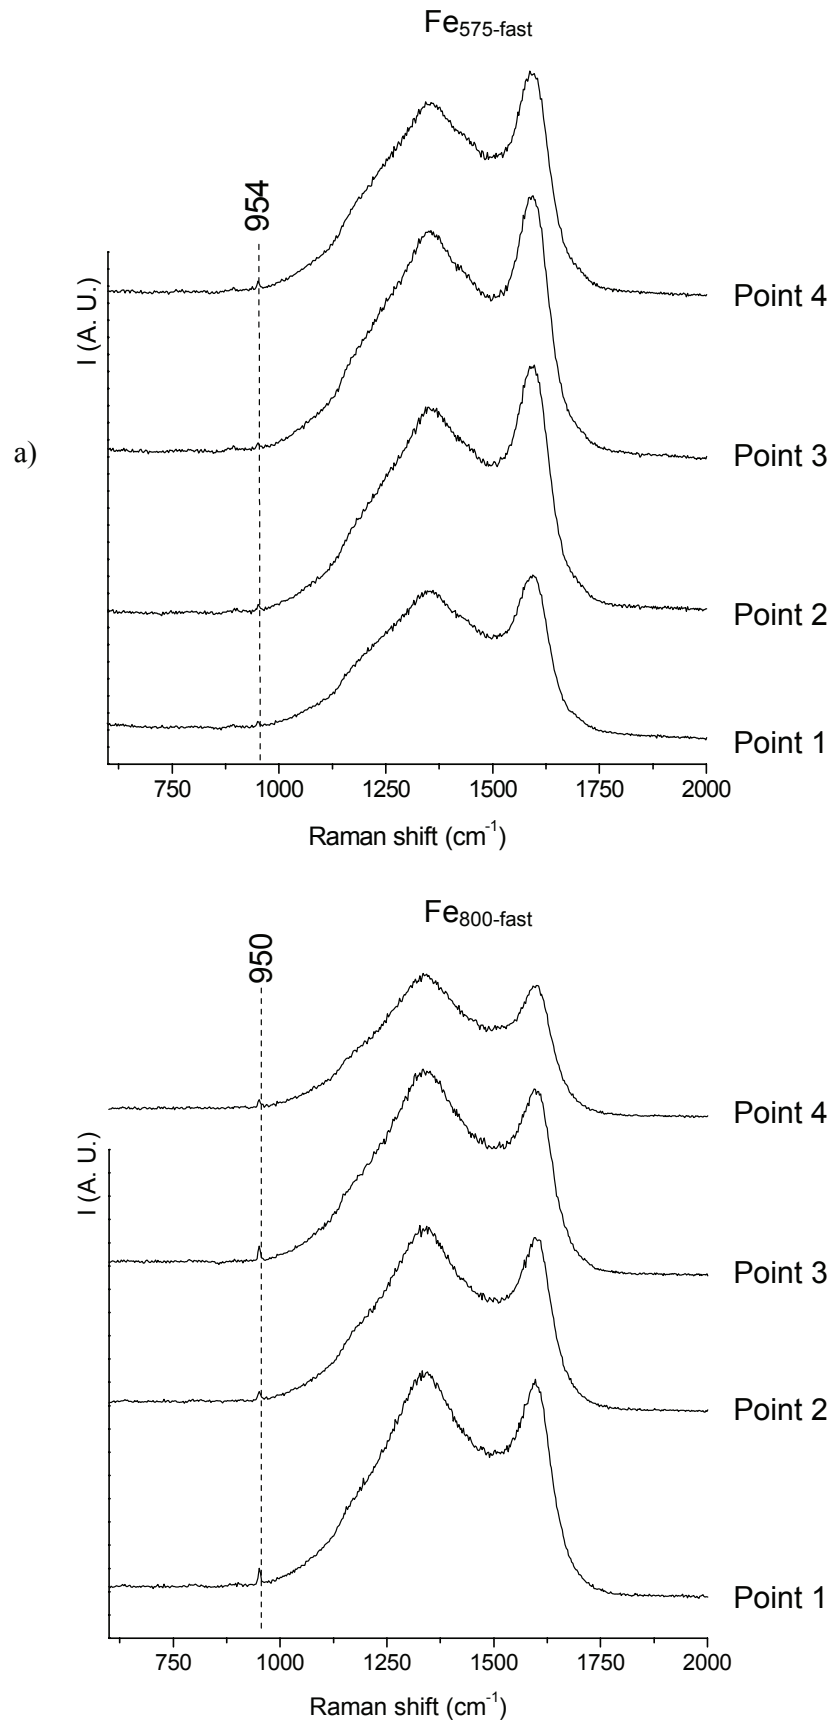 Fe575-fast
954
I (A. U.)
Point 4
Point 3
a)
Point 2
Point 1
750 1000 1250 1500 1750 2000
Raman shift (cm-1)
Fe800-fast
950
I (A. U.)
Point 4
Point 3
Point 2
Point 1
750 1000 1250 1500 1750 2000
Raman shift (cm-1)